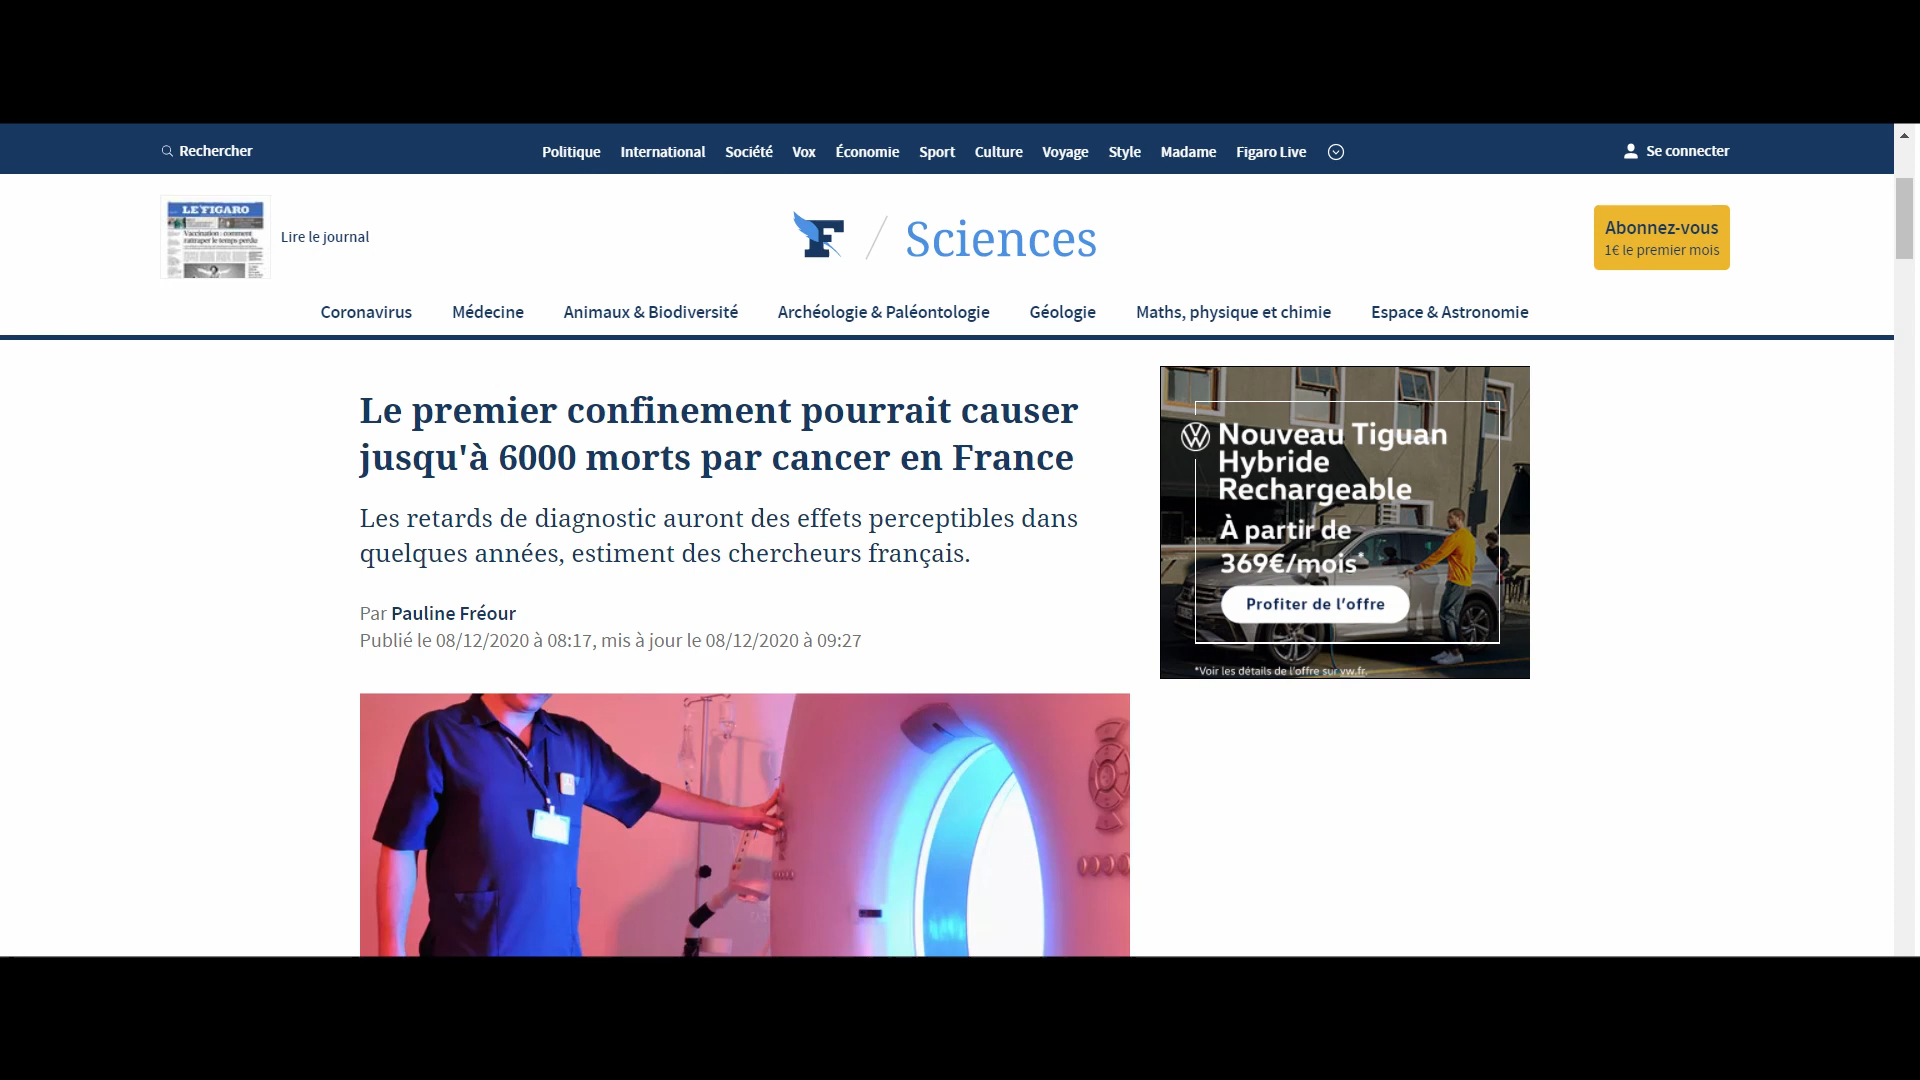 Rechercher
Politique International Société Vox Économie Sport Culture Voyage Style Madame Figaro Live
Se connecter
LE FIGARO
Vaccination : comment
rattraper le temps perdu
Lire le journal
F / Sciences
Abonnez-vous
1€ le premier mois
Coronavirus Médecine Animaux & Biodiversité Archéologie & Paléontologie Géologie Maths, physique et chimie Espace & Astronomie
Le premier confinement pourrait causer
jusqu'à 6000 morts par cancer en France
Les retards de diagnostic auront des effets perceptibles dans
quelques années, estiment des chercheurs français.
Par Pauline Fréour
Publié le 08/12/2020 à 08:17, mis à jour le 08/12/2020 à 09:27
Nouveau Tiguan
Hybride
Rechargeable
À partir de
369€/mois*
Profiter de l'offre
*Voir les détails de l'offre sur vw.fr.